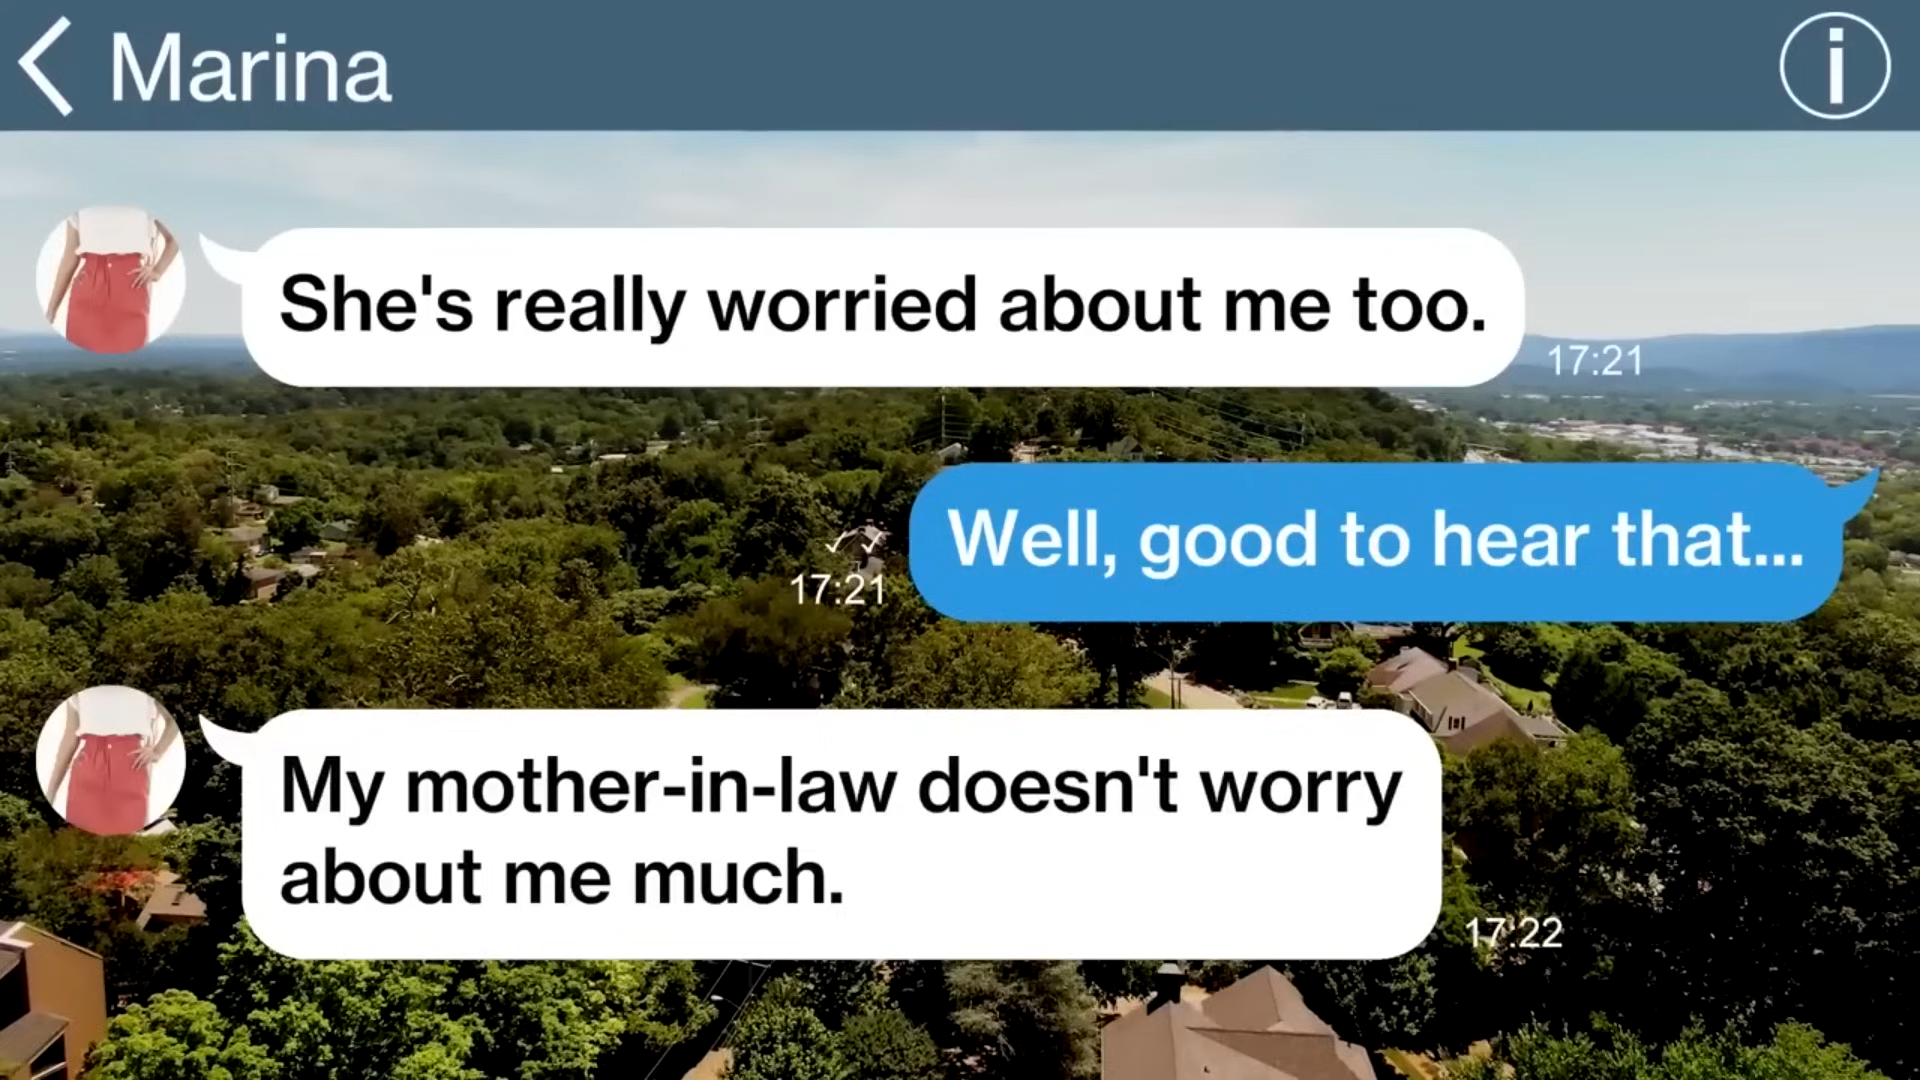 Marina
She's really worried about me too.
17:21
Well, good to hear that...
17:21
My mother-in-law doesn't worry
about me much.
17:22